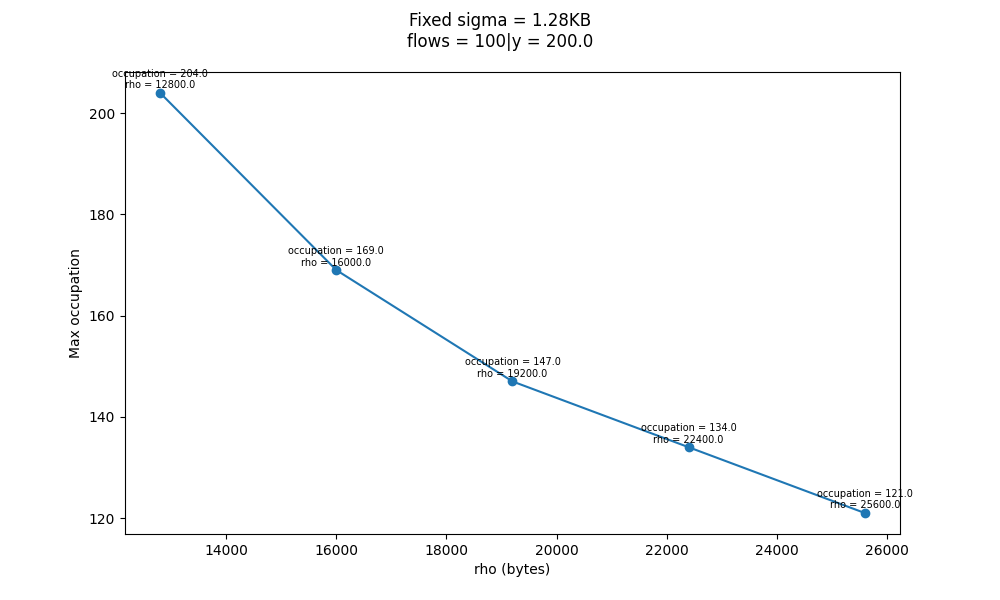 Fixed sigma = 1.28KB
flows = 100|y = 200.0
occupation = 204.0
rho = 12800.0
occupation = 169.0
rho = 16000.0
occupation = 147.0
rho = 19200.0
occupation = 134.0
rho = 22400.0
occupation = 121.0
rho = 25600.0
200
180
160
140
120
Max occupation
14000
16000
18000
20000
22000
24000
26000
rho (bytes)